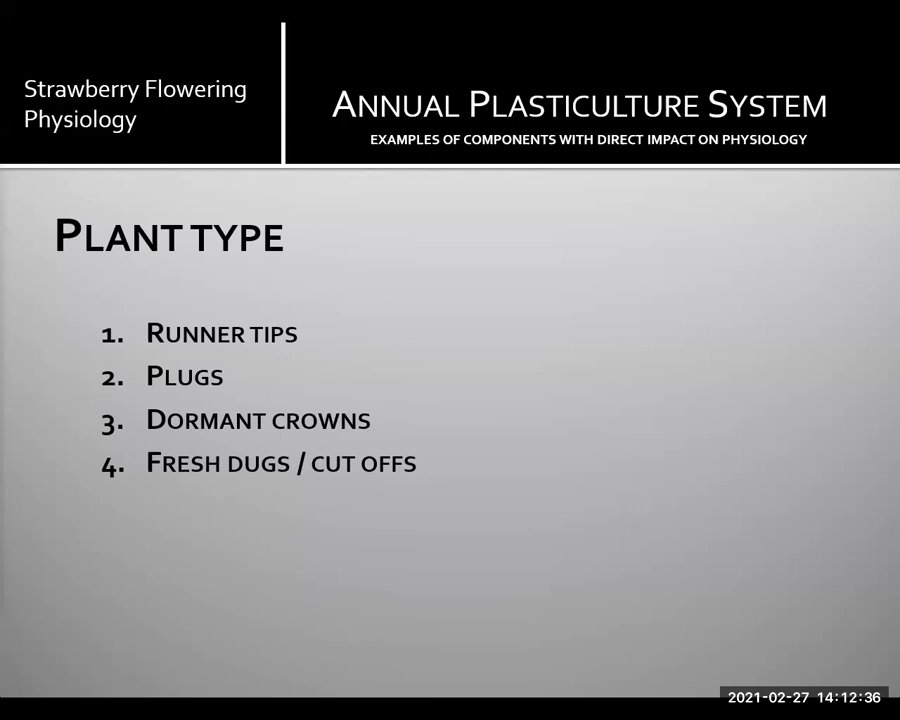 Strawberry Flowering
Physiology
ANNUAL PLASTICULTURE SYSTEM
EXAMPLES OF COMPONENTS WITH DIRECT IMPACT ON PHYSIOLOGY
PLANT TYPE
1. RUNNER TIPS
2. PLUGS
3. DORMANT CROWNS
4. FRESH DUGS / CUT OFFS
2021-02-27 14:12:36